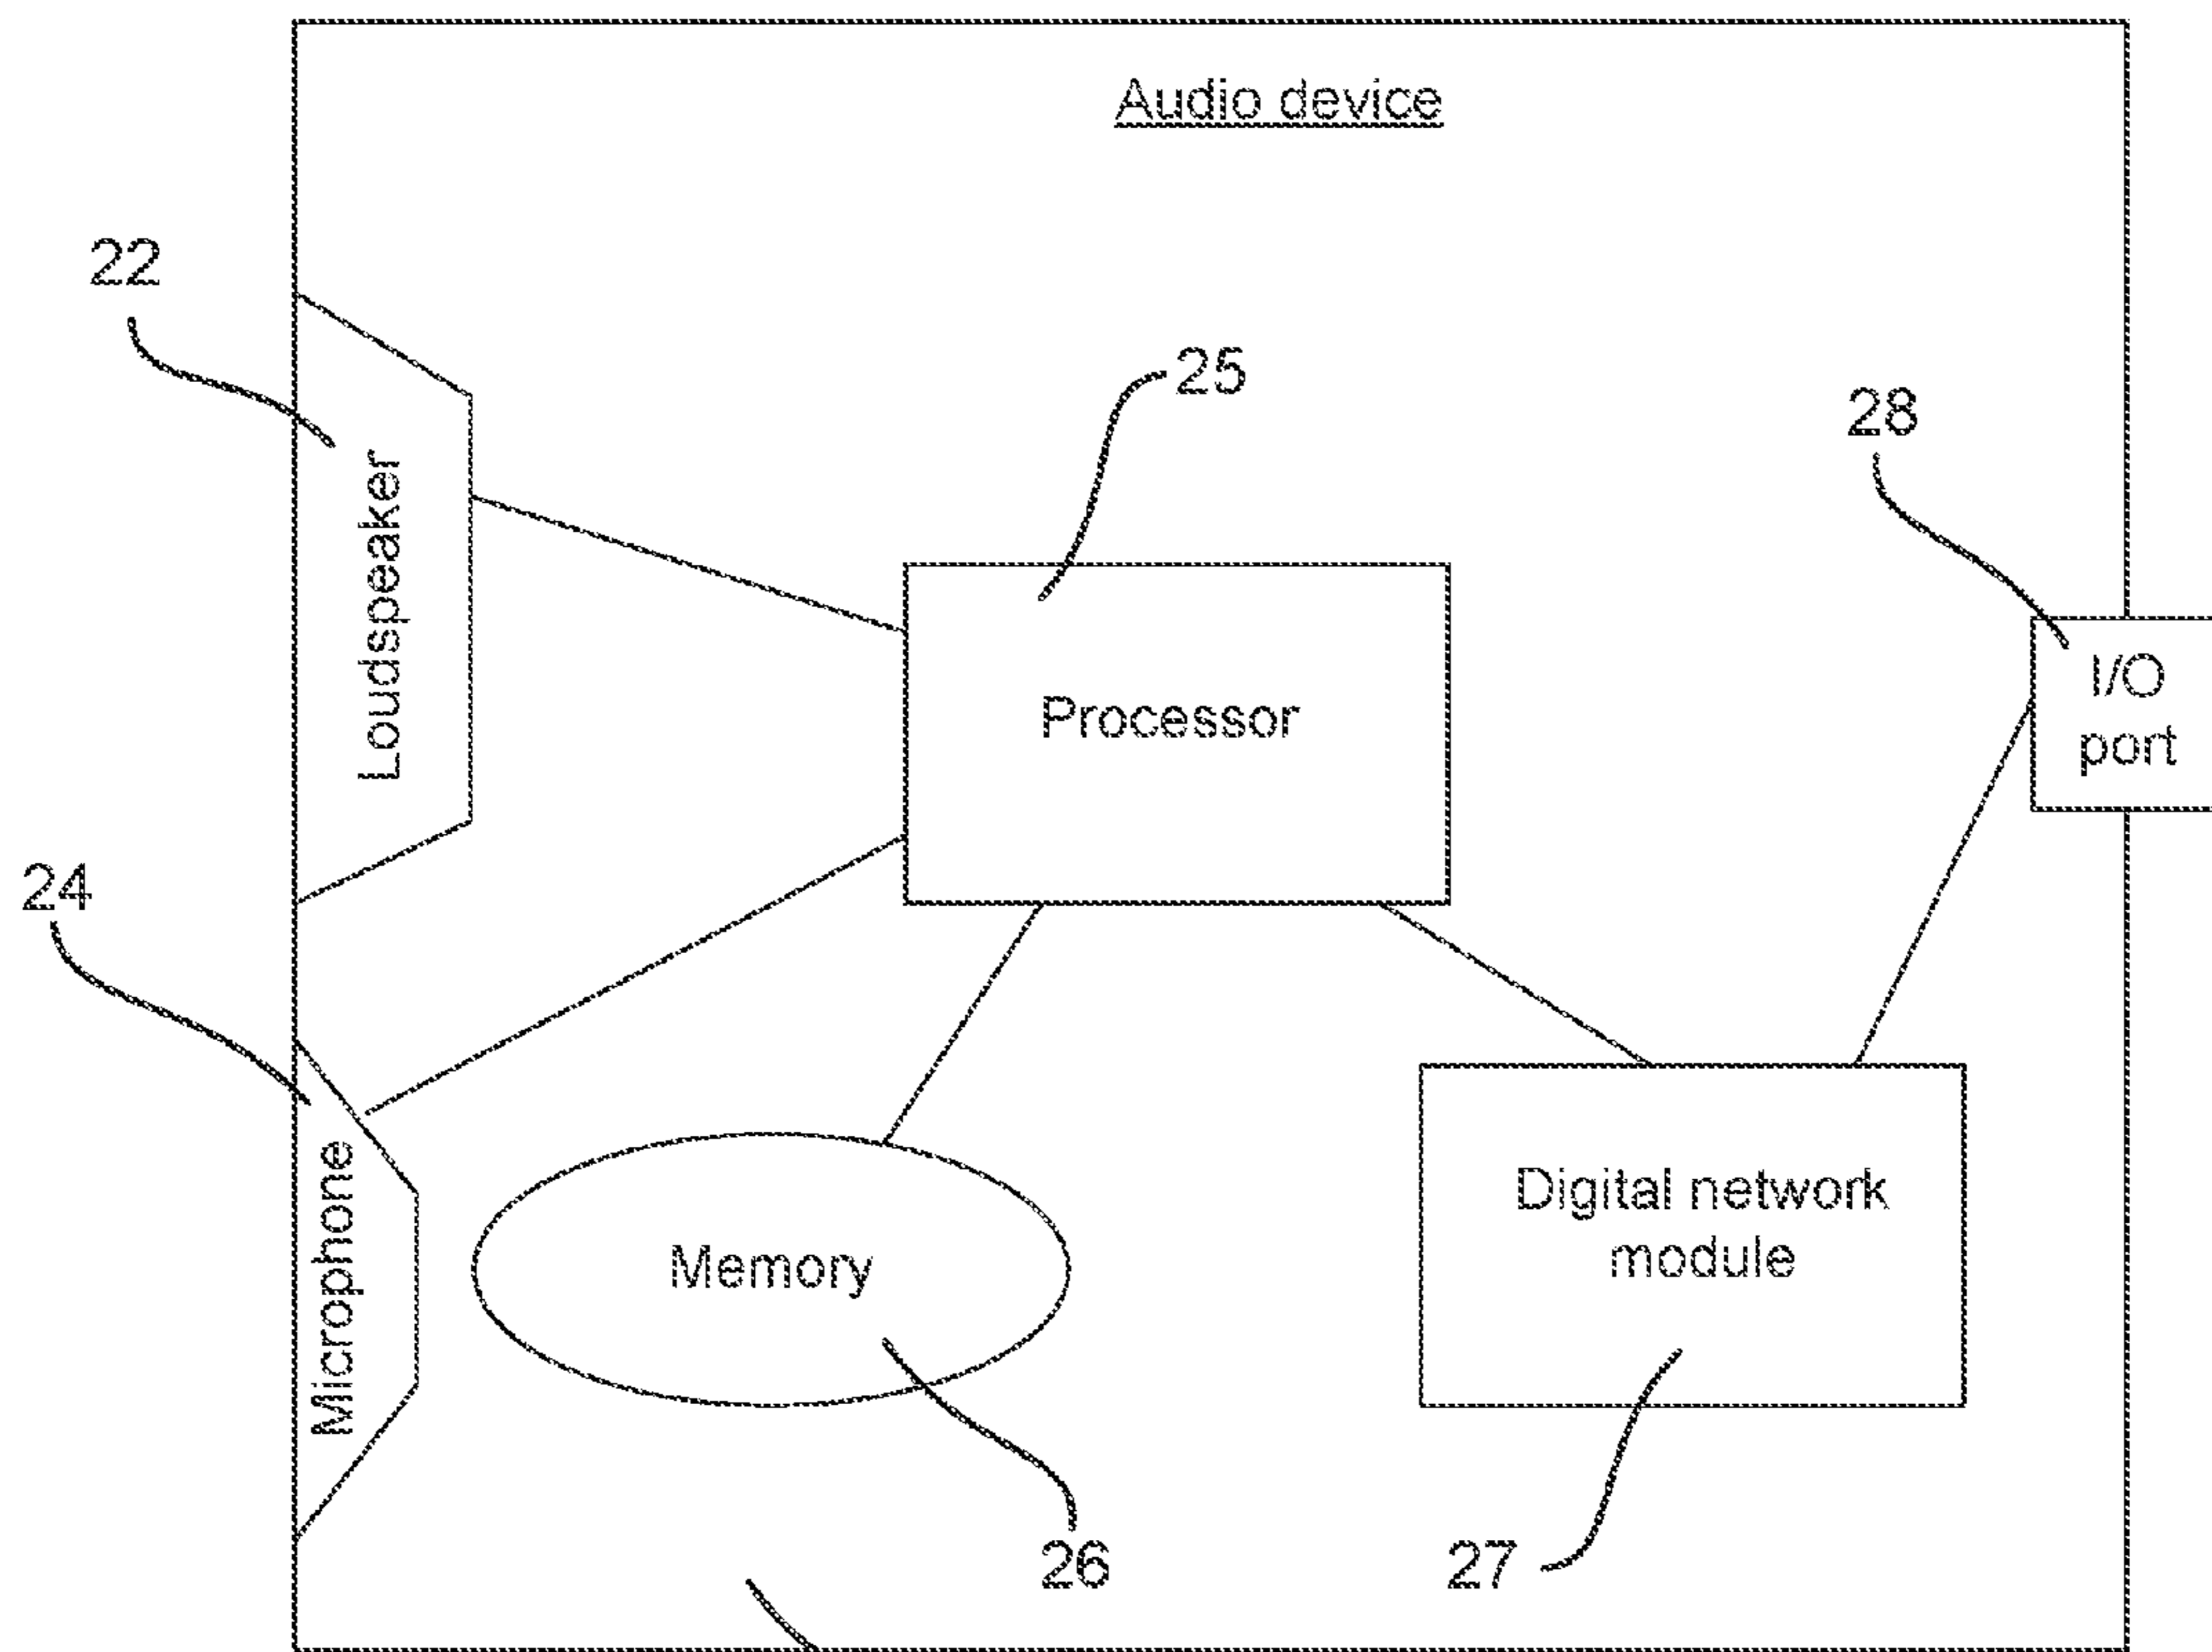 Audio device
22
25
28
Loudspeaker
Processor
I/O
port
24
Microphone
Memory
Digital network
module
26
27